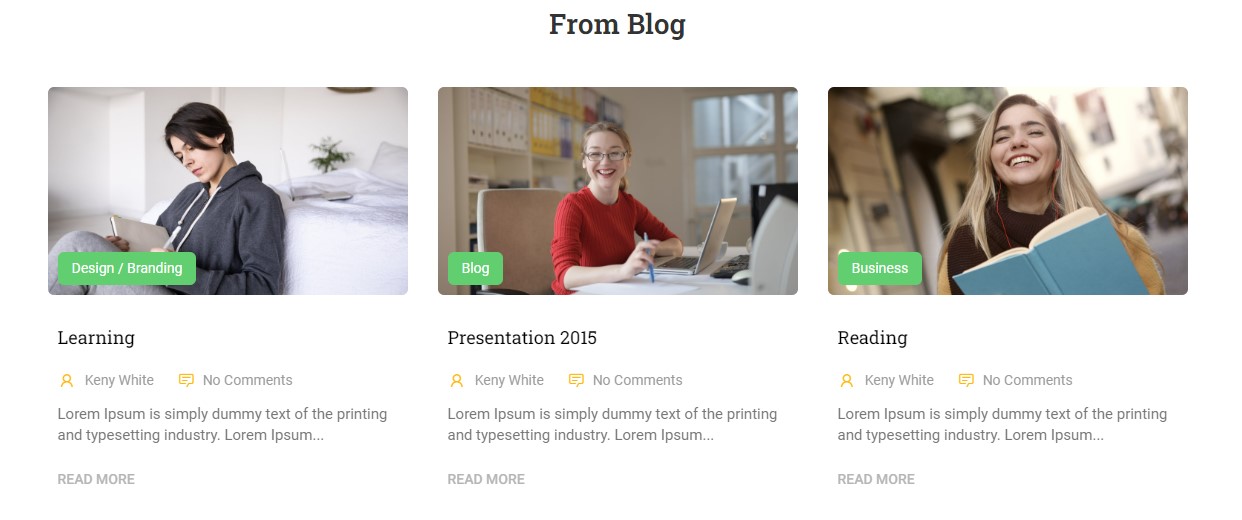 From Blog
Design / Branding
Blog
Business
Learning
Keny White
No Comments
Lorem Ipsum is simply dummy text of the printing
and typesetting industry. Lorem Ipsum...
READ MORE
Presentation 2015
Keny White
No Comments
Lorem Ipsum is simply dummy text of the printing
and typesetting industry. Lorem Ipsum...
READ MORE
Reading
Keny White
No Comments
Lorem Ipsum is simply dummy text of the printing
and typesetting industry. Lorem Ipsum...
READ MORE